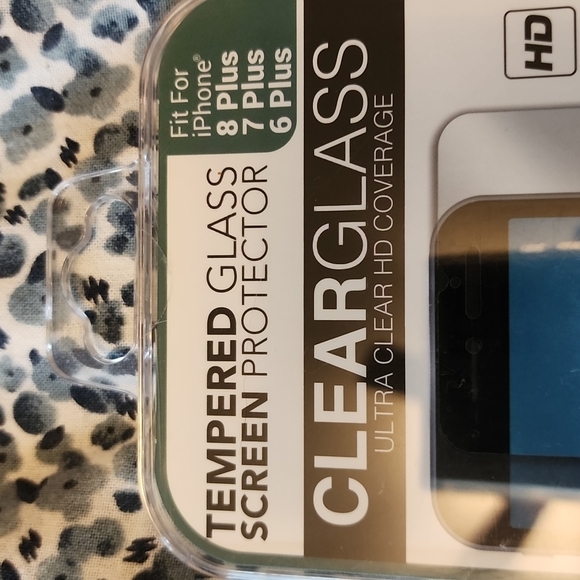 Fit For
iPhone®
8 Plus
7 Plus
6 Plus
TEMPERED GLASS
SCREEN PROTECTOR
CLEARGLASS
ULTRA CLEAR HD COVERAGE
HD